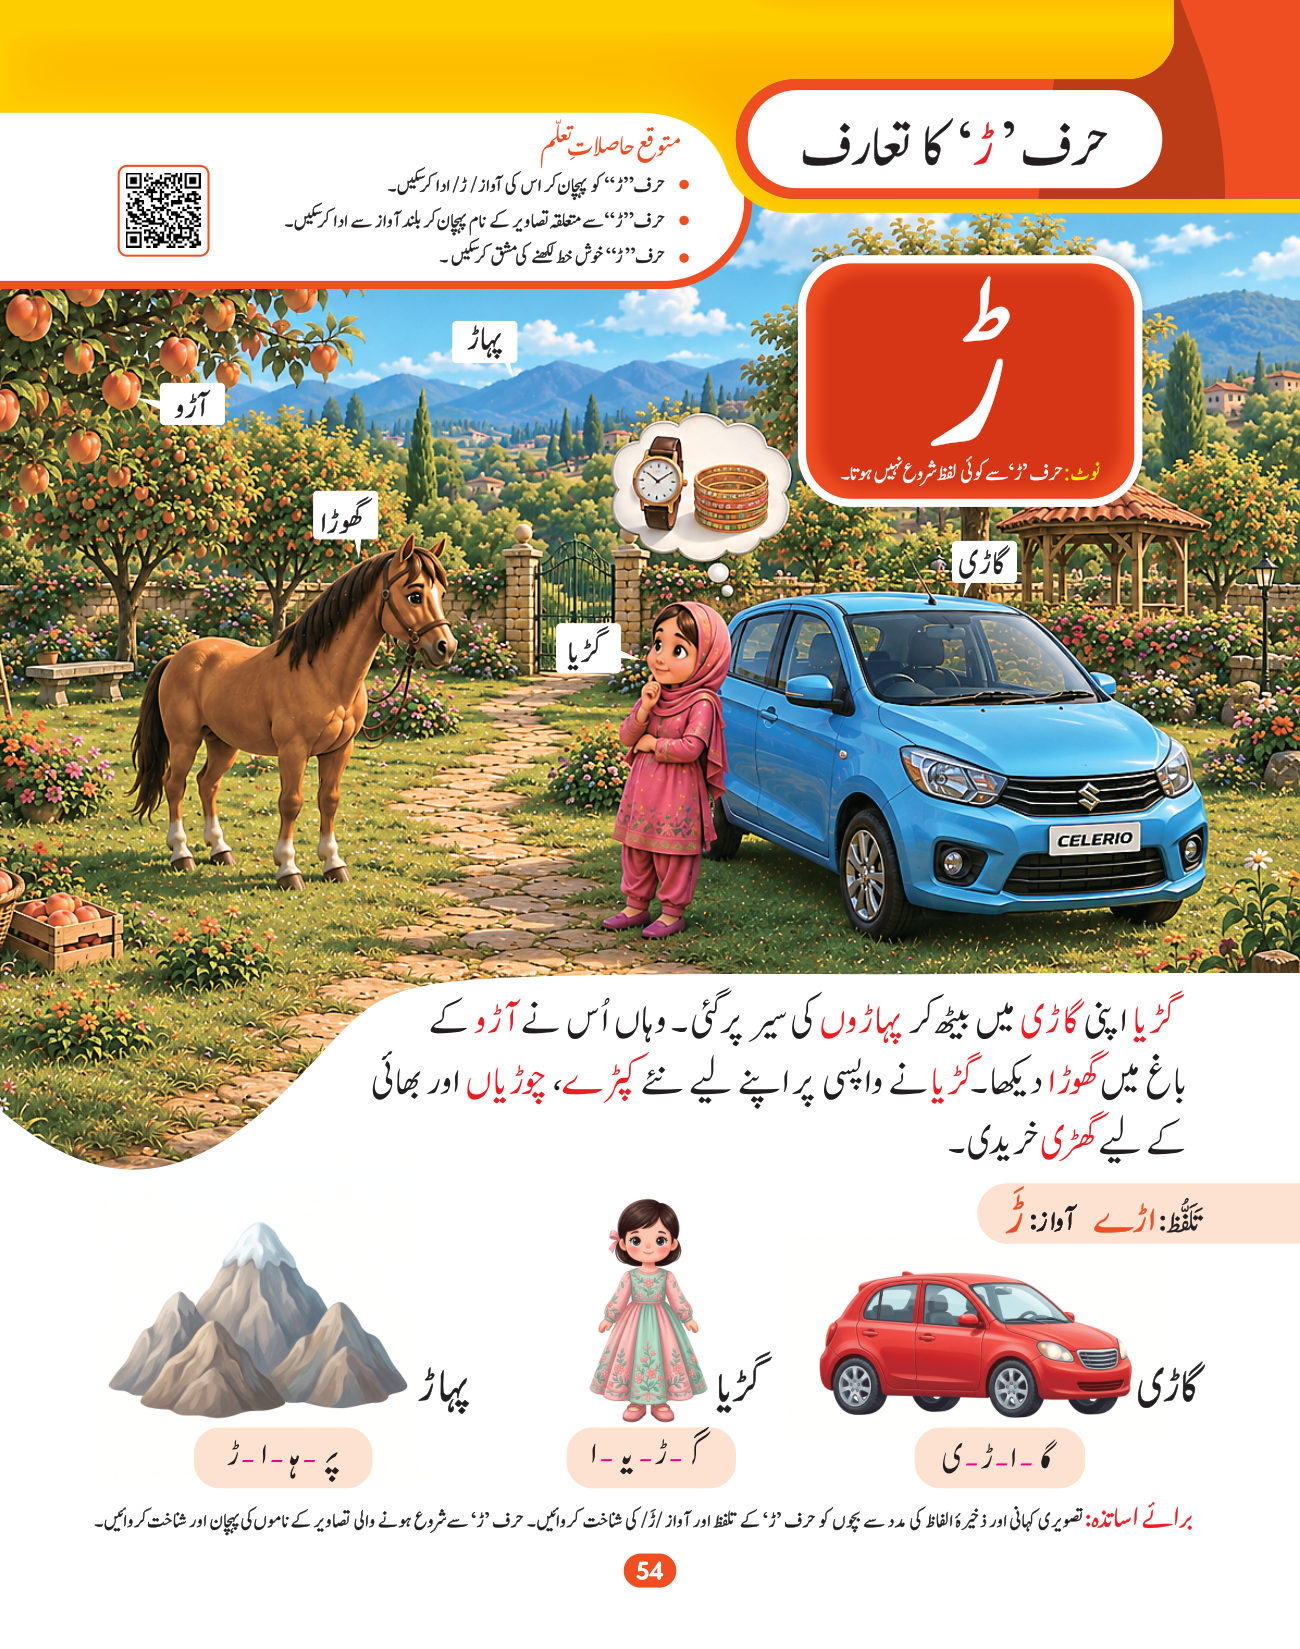 حرف ’ڑ‘ کا تعارف
متوقع حاصلاتِ تعلّم
• حرف ”ڑ“ کو پہچان کر اس کی آواز /ڑ/ ادا کرسکیں۔
• حرف ”ڑ“ سے متعلقہ تصاویر کے نام پہچان کر بلند آواز سے ادا کرسکیں۔
• حرف ”ڑ“ خوش خط لکھنے کی مشق کرسکیں۔
ڑ
نوٹ: حرف ’ڑ‘ سے کوئی لفظ شروع نہیں ہوتا۔
پہاڑ
آڑو
گھوڑا
گاڑی
گڑیا
CELERIO
گڑیا اپنی گاڑی میں بیٹھ کر پہاڑوں کی سیر پر گئی۔ وہاں اُس نے آڑو کے
باغ میں گھوڑا دیکھا۔ گڑیا نے واپسی پر اپنے لیے نئے کپڑے، چوڑیاں اور بھائی
کے لیے گھڑی خریدی۔
تَلَفُّظ: اڑے آواز: ڑَ
گاڑی
گڑیا
پہاڑ
گا - ا - ڑ - ی
گ - ڑ - یو - ا
پر - ہ - ا - ڑ
برائے اساتذہ: تصویری کہانی اور ذخیرۂ الفاظ کی مدد سے بچوں کو حرف ’ڑ‘ کے تلفظ اور آواز /ڑَ/ کی شناخت کروائیں۔ حرف ’ڑ‘ سے شروع ہونے والی تصاویر کے ناموں کی پہچان اور شناخت کروائیں۔
54